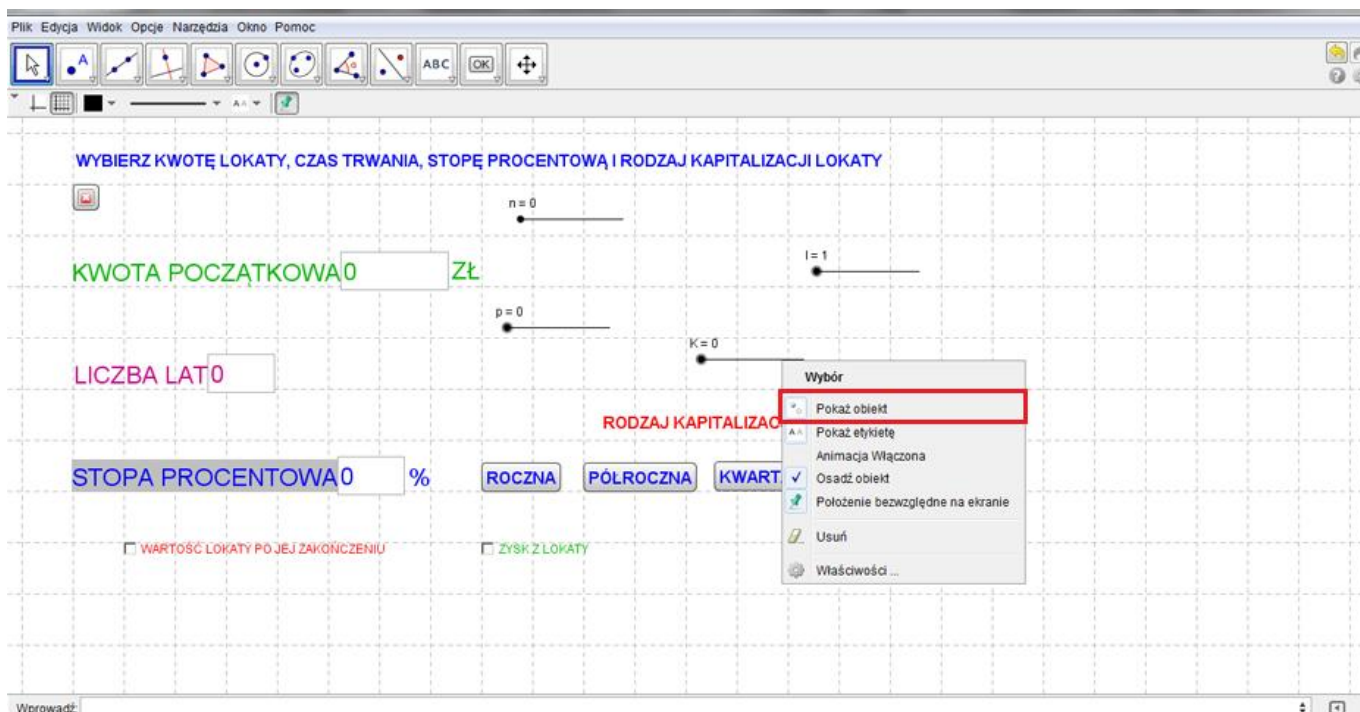 Plik Edycja Widok Opcje Narzędzia Okno Pomoc
A
ABC
OK
WYBIERZ KWOTĘ LOKATY, CZAS TRWANIA, STOPĘ PROCENTOWĄ I RODZAJ KAPITALIZACJI LOKATY
n = 0
l = 1
KWOTA POCZĄTKOWA 0 ZŁ
p = 0
K = 0
LICZBA LAT 0
Wybór
Pokaż obiekt
RODZAJ KAPITALIZAC
Pokaż etykietę
Animacja Włączona
STOPA PROCENTOWA 0 % ROCZNA PÓŁROCZNA KWART
Osadź obiekt
Położenie bezwzględne na ekranie
Usuń
WARTOŚĆ LOKATY PO JEJ ZAKOŃCZENIU ZYSK Z LOKATY
Właściwości ...
Wprowadź: